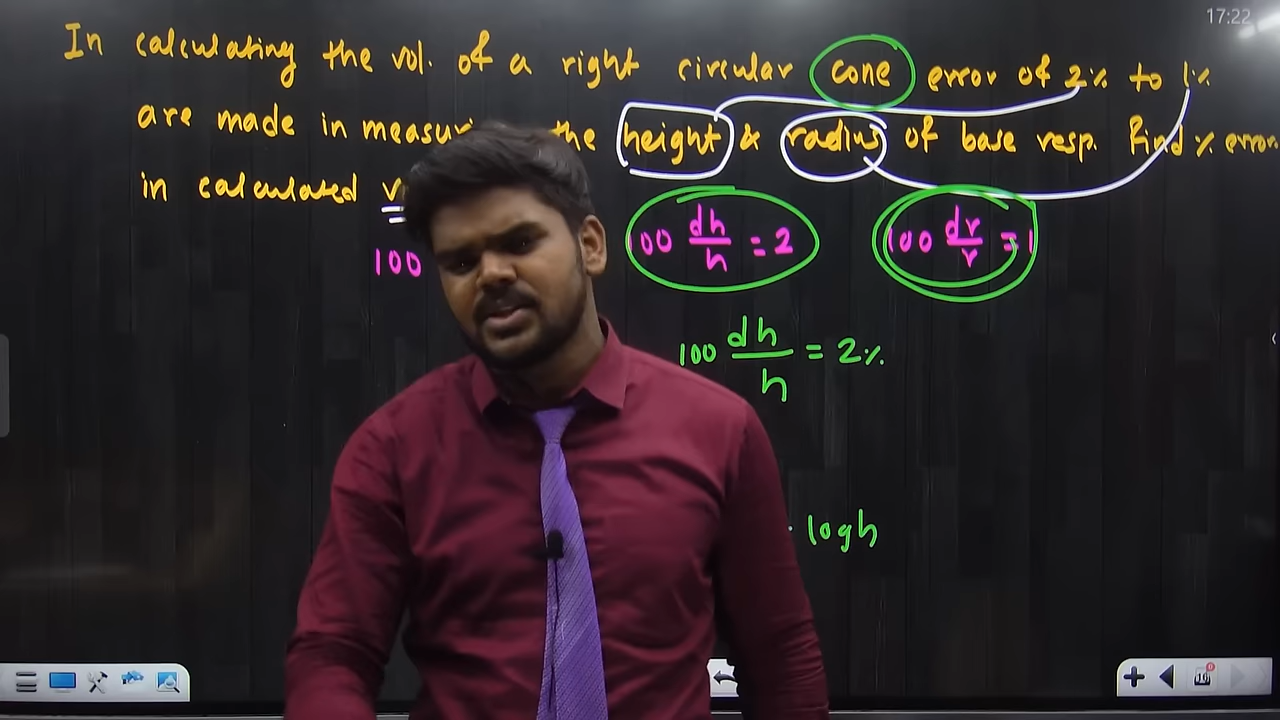 17:22
In calculating the vol. of a right circular cone error of 2% to 1%
are made in the height & radius of base resp. Find % error
in calculated
100 100 dh/h = 2 100 dr/r = 1
100 dh/h = 2%
. logh